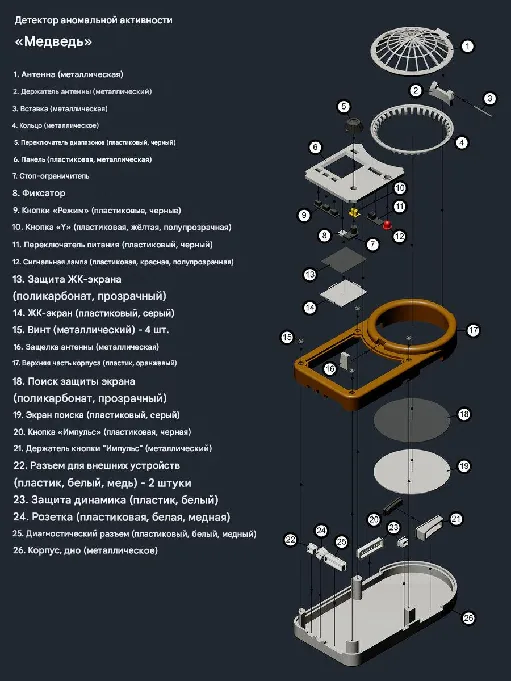 Детектор аномальной активности
«Медведь»
1. Антенна (металлическая)
2. Держатель антенны (металлический)
3. Вставка (металлическая)
4. Кольцо (металлическое)
5. Переключатель диапазонов (пластиковый, черный)
6. Панель (пластиковая, металлическая)
7. Стоп-ограничитель
8. Фиксатор
9. Кнопки «Режим» (пластиковые, черные)
10. Кнопка «Y» (пластиковая, жёлтая, полупрозрачная)
11. Переключатель питания (пластиковый, черный)
12. Сигнальная лампа (пластиковая, красная, полупрозрачная)
13. Защита ЖК-экрана
(поликарбонат, прозрачный)
14. ЖК-экран (пластиковый, серый)
15. Винт (металлический) - 4 шт.
16. Защелка антенны (металлическая)
17. Верхняя часть корпуса (пластик, оранжевый)
18. Поиск защиты экрана
(поликарбонат, прозрачный)
19. Экран поиска (пластиковый, серый)
20. Кнопка «Импульс» (пластиковая, черная)
21. Держатель кнопки "Импульс" (металлический)
22. Разъем для внешних устройств
(пластик, белый, медь) - 2 штуки
23. Защита динамика (пластик, белый)
24. Розетка (пластиковая, белая, медная)
25. Диагностический разъем (пластиковый, белый, медный)
26. Корпус, дно (металлическое)
1
2
3
5
4
6
10
9
11
8
7
12
13
14
15
17
16
18
19
20
21
24
23
22
25
26